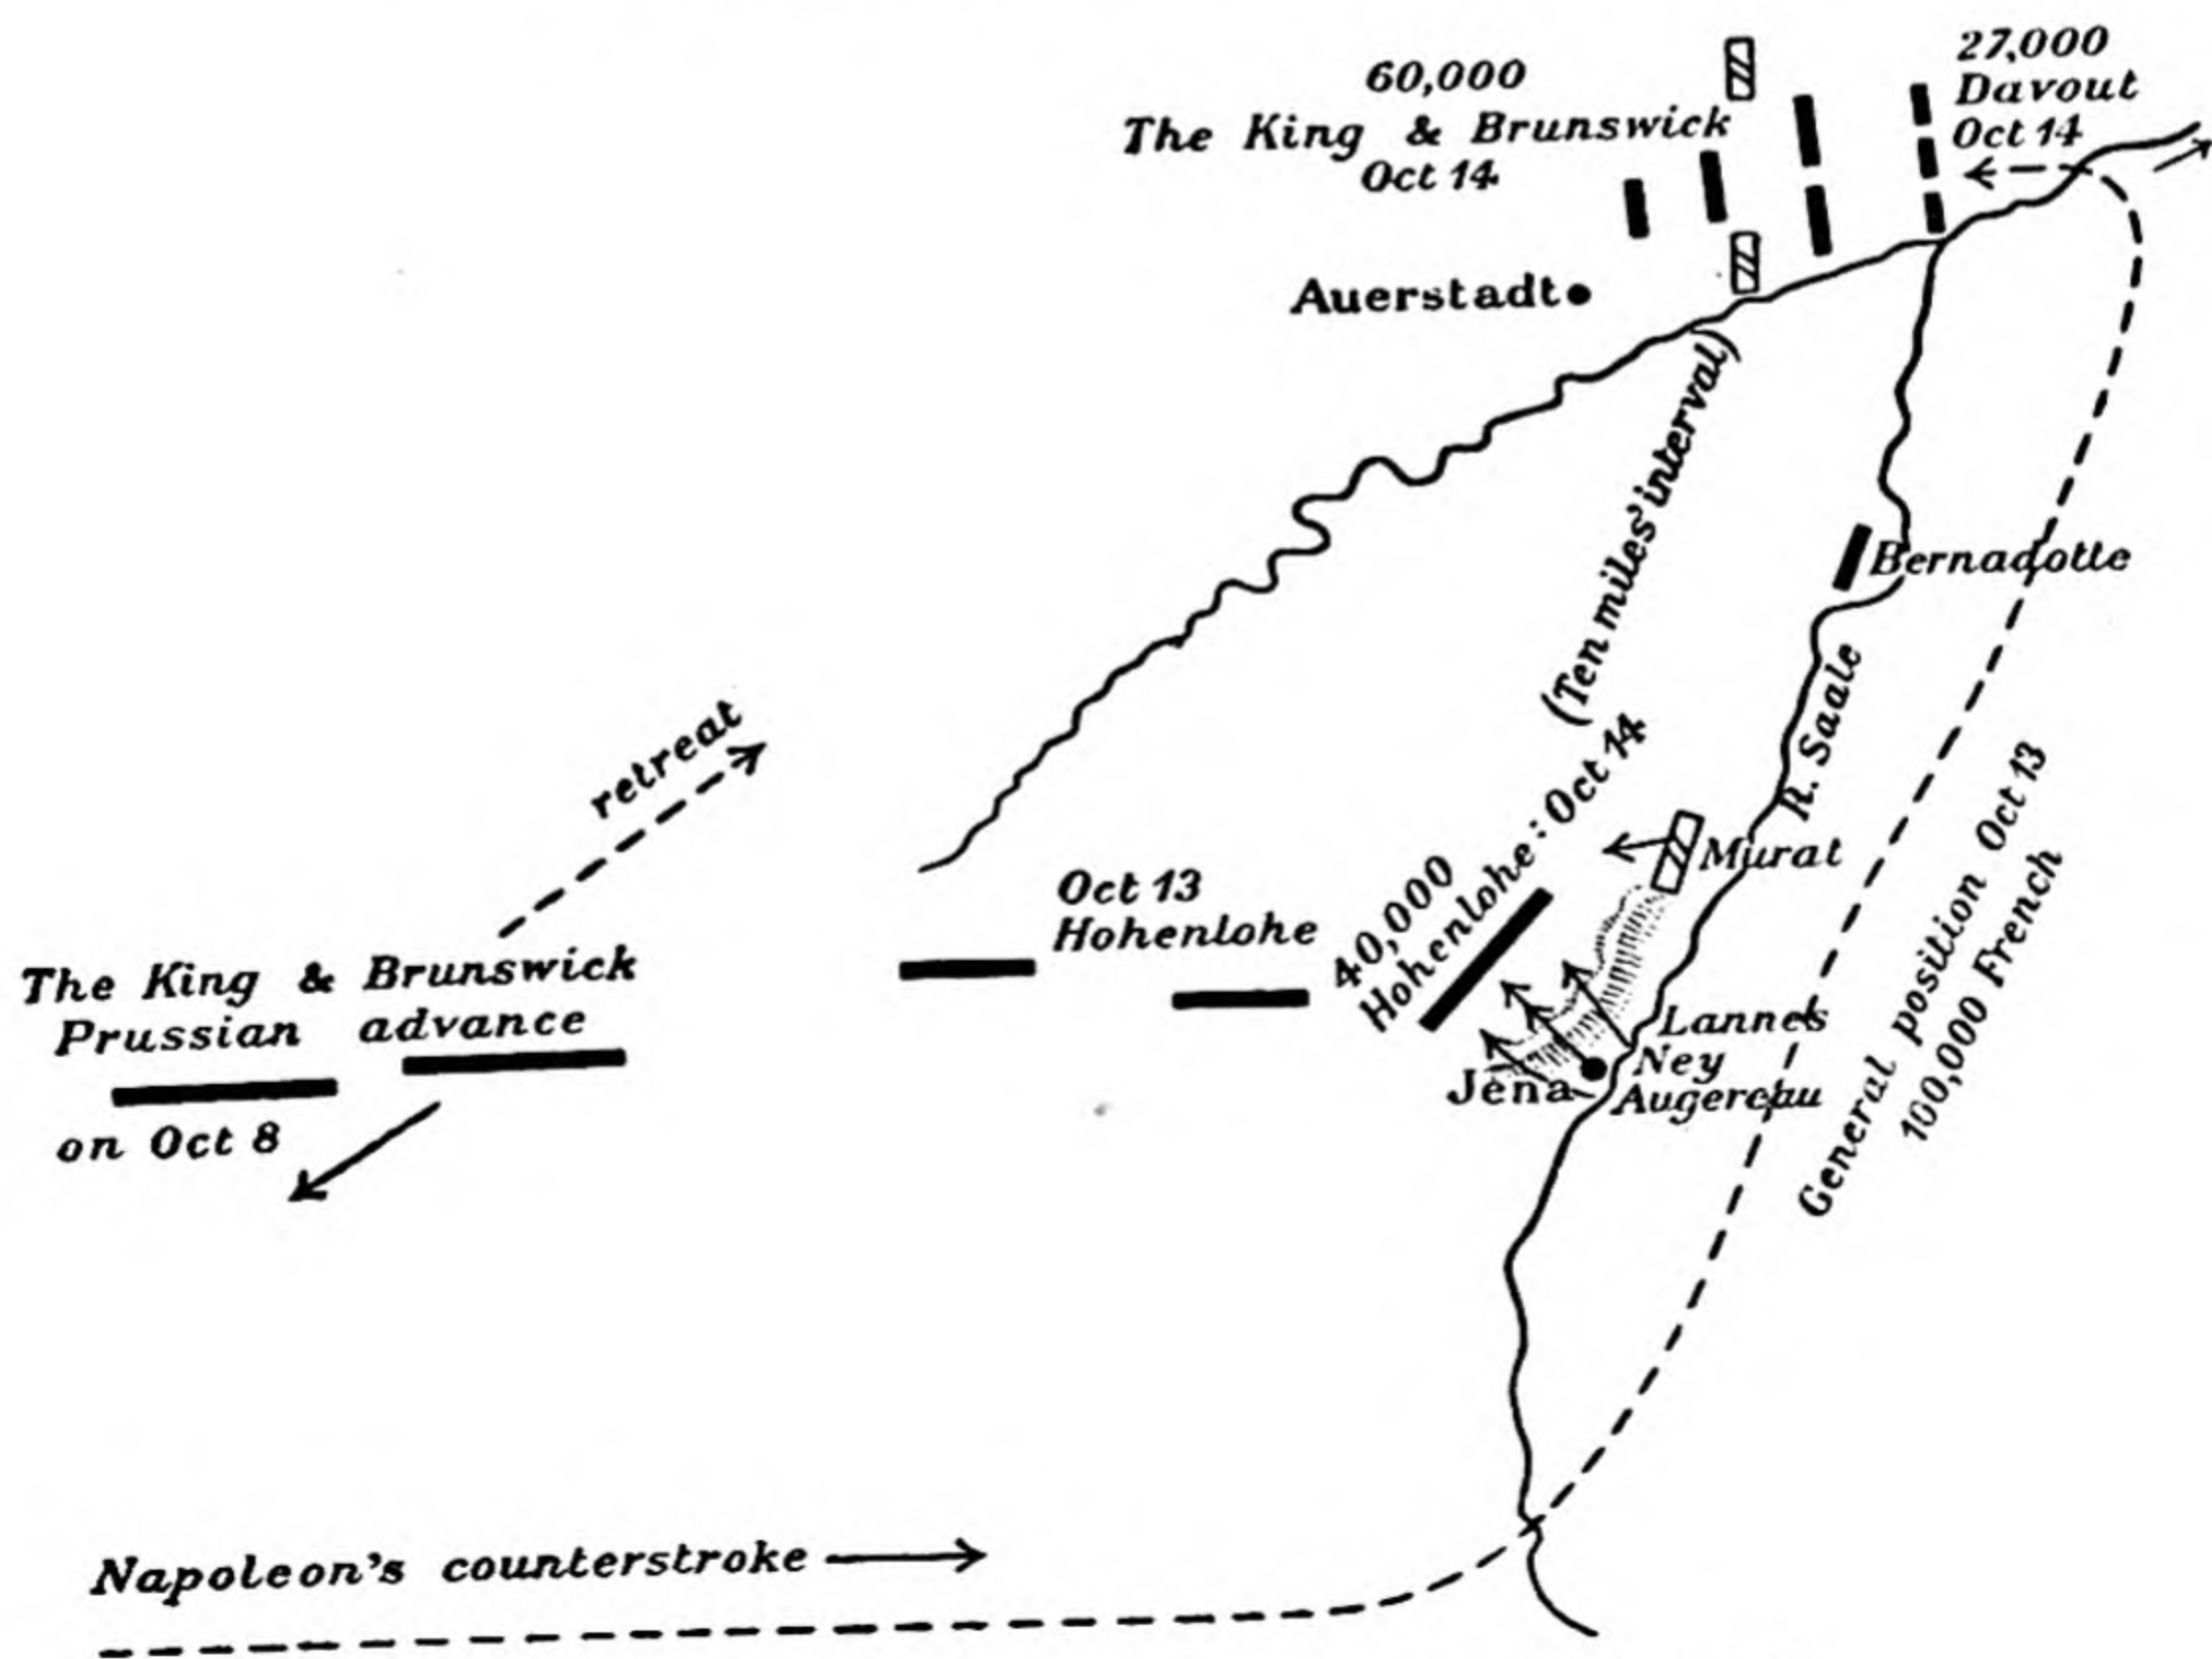 60,000
The King & Brunswick
Oct 14
27,000
Davout
Oct 14
Auerstadt
(Ten miles' interval)
Bernadotte
R. Saale
retreat
Oct 13
Hohenlohe
40,000
Hohenlohe: Oct 14
Murat
The King & Brunswick
Prussian advance
on Oct 8
Lannes
Ney
Augereau
Jena
General position Oct 13
100,000 French
Napoleon's counterstroke